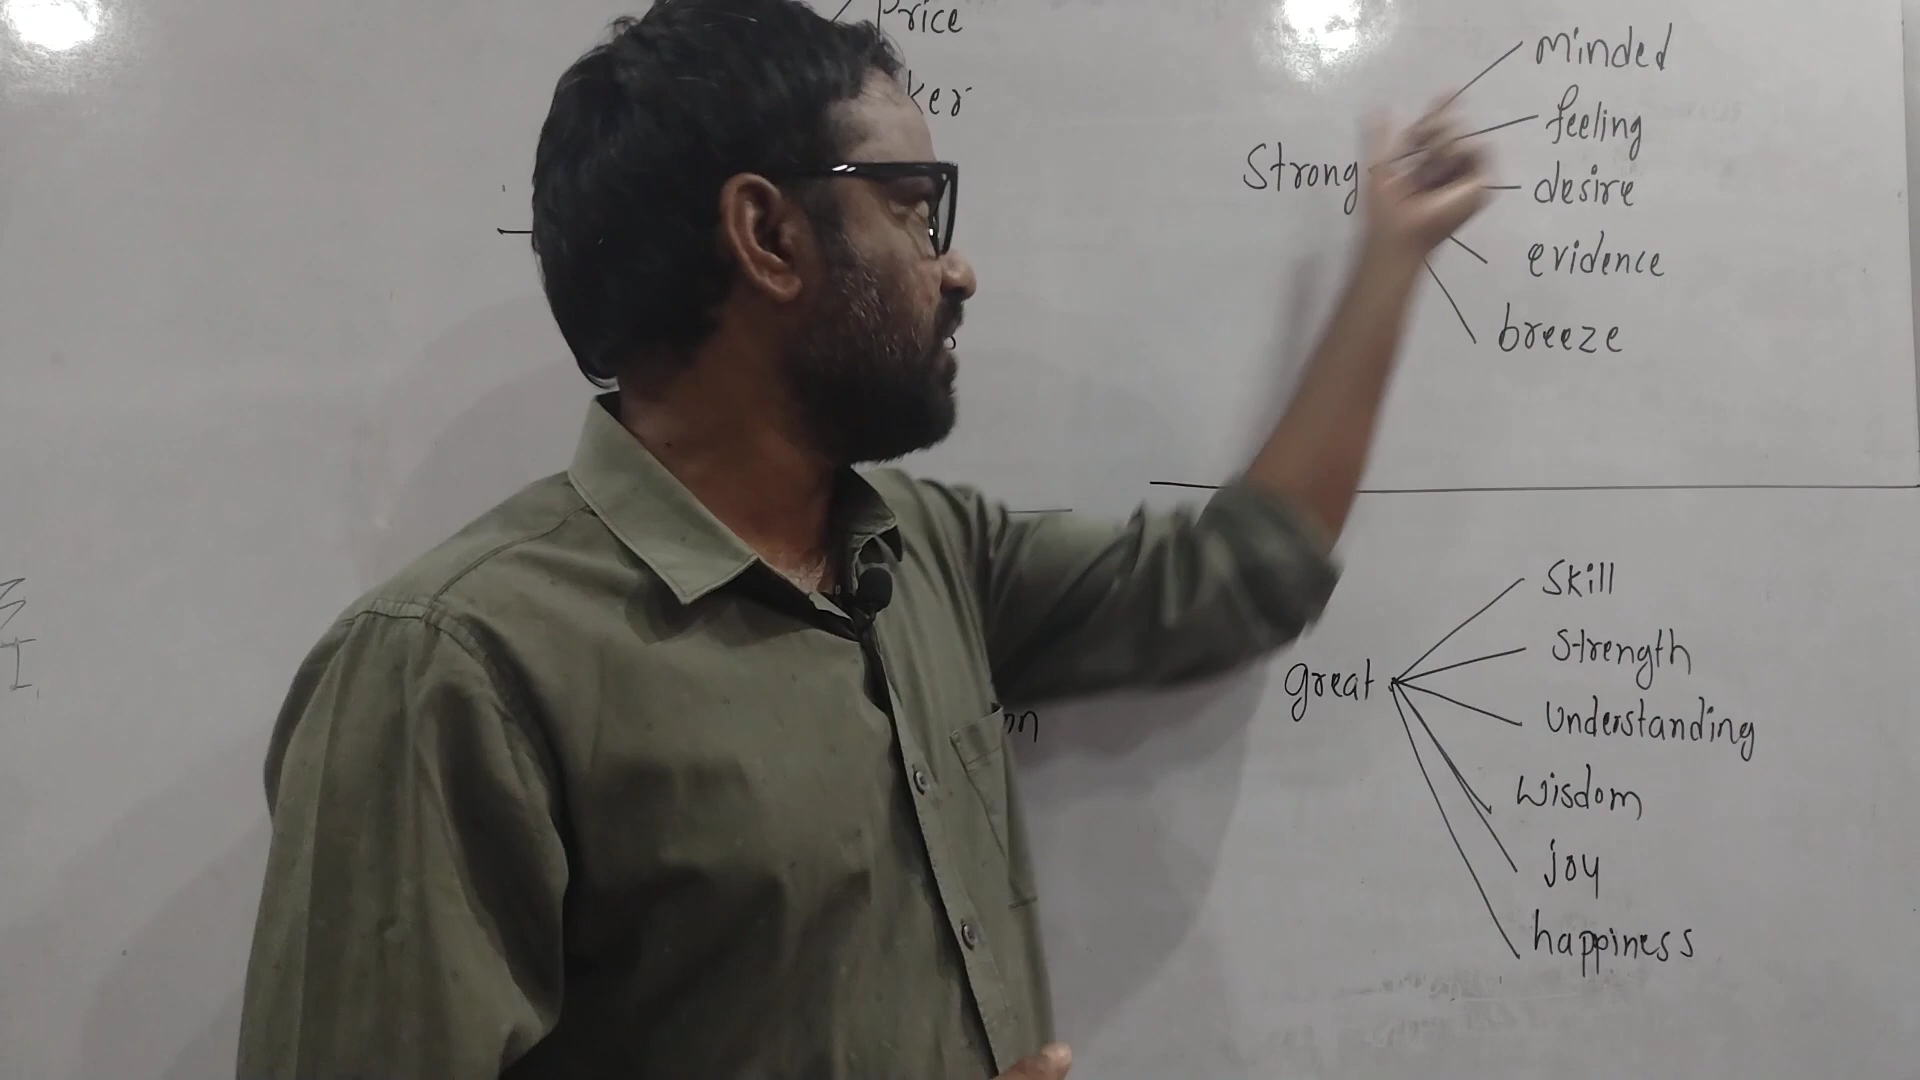 Price
minded
feeling
Strong
desire
evidence
breeze
Skill
Strength
great
Understanding
Wisdom
joy
happiness